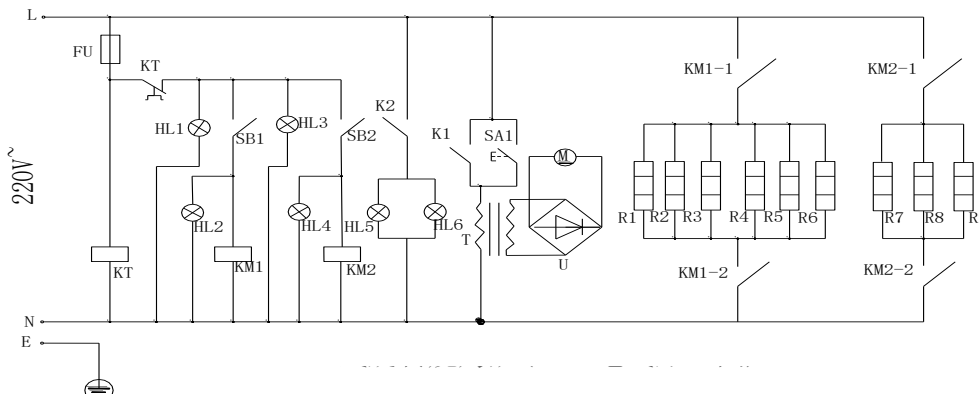 L
FU
KT
KM1-1
KM2-1
K2
HL1
SB1
HL3
SB2
K1
SA1
E
M
220V~
HL2
HL4
HL5
HL6
R1
R2
R3
R4
R5
R6
R7
R8
R
T
U
KT
KM1
KM2
KM1-2
KM2-2
N
E